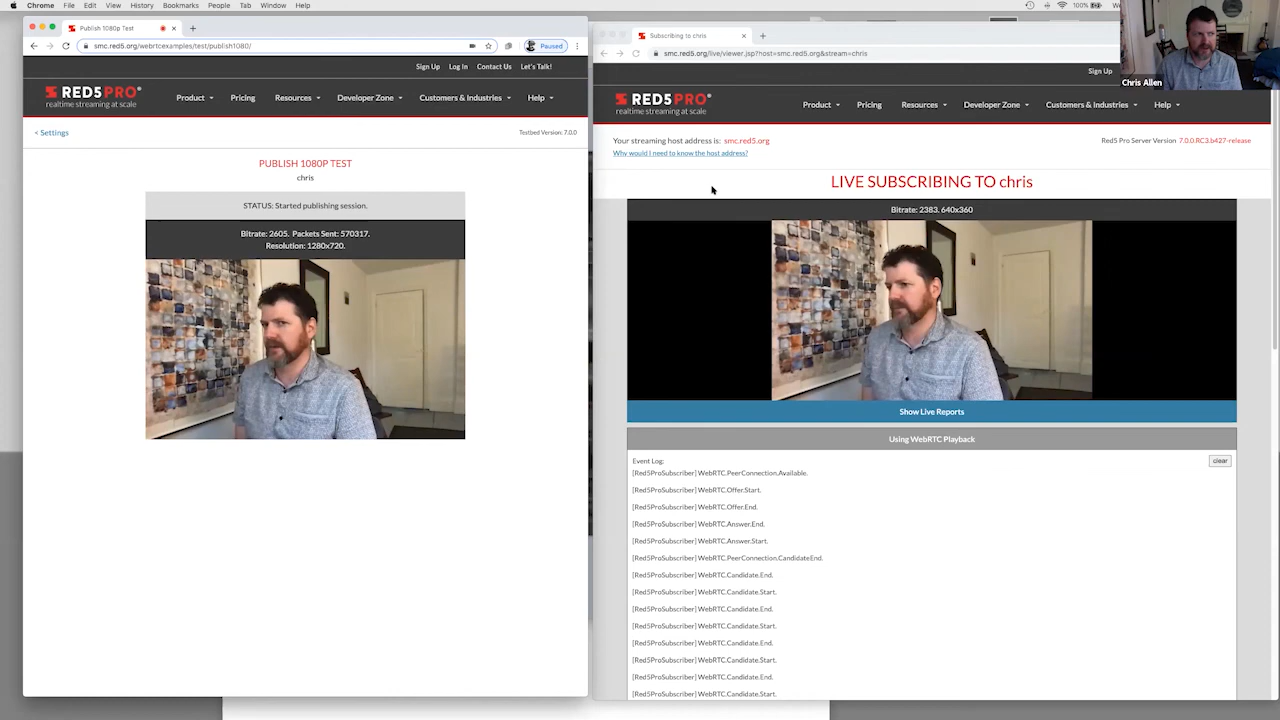 Chrome File Edit View History Bookmarks People Tab Window Help
100%
Publish 1080p Test
smc.red5.org/webrtcexamples/test/publish1080/
Paused
Sign Up Log In Contact Us Let's Talk!
RED5PRO
realtime streaming at scale
Product Pricing Resources Developer Zone Customers & Industries Help
< Settings
Testbed Version: 7.0.0
PUBLISH 1080P TEST
chris
STATUS: Started publishing session.
Bitrate: 2605. Packets Sent: 570317.
Resolution: 1280x720.
Subscribing to chris
smc.red5.org/live/viewer.jsp?host=smc.red5.org&stream=chris
Sign Up
Chris Allen
RED5PRO
realtime streaming at scale
Product Pricing Resources Developer Zone Customers & Industries Help
Your streaming host address is: smc.red5.org
Why would I need to know the host address?
Red5 Pro Server Version 7.0.0.RC3.b427-release
LIVE SUBSCRIBING TO chris
Bitrate: 2383. 640x360
Show Live Reports
Using WebRTC Playback
Event Log:
clear
[Red5ProSubscriber] WebRTC.PeerConnection.Available.
[Red5ProSubscriber] WebRTC.Offer.Start.
[Red5ProSubscriber] WebRTC.Offer.End.
[Red5ProSubscriber] WebRTC.Answer.End.
[Red5ProSubscriber] WebRTC.Answer.Start.
[Red5ProSubscriber] WebRTC.PeerConnection.CandidateEnd.
[Red5ProSubscriber] WebRTC.Candidate.End.
[Red5ProSubscriber] WebRTC.Candidate.Start.
[Red5ProSubscriber] WebRTC.Candidate.End.
[Red5ProSubscriber] WebRTC.Candidate.Start.
[Red5ProSubscriber] WebRTC.Candidate.End.
[Red5ProSubscriber] WebRTC.Candidate.Start.
[Red5ProSubscriber] WebRTC.Candidate.End.
[Red5ProSubscriber] WebRTC.Candidate.Start.